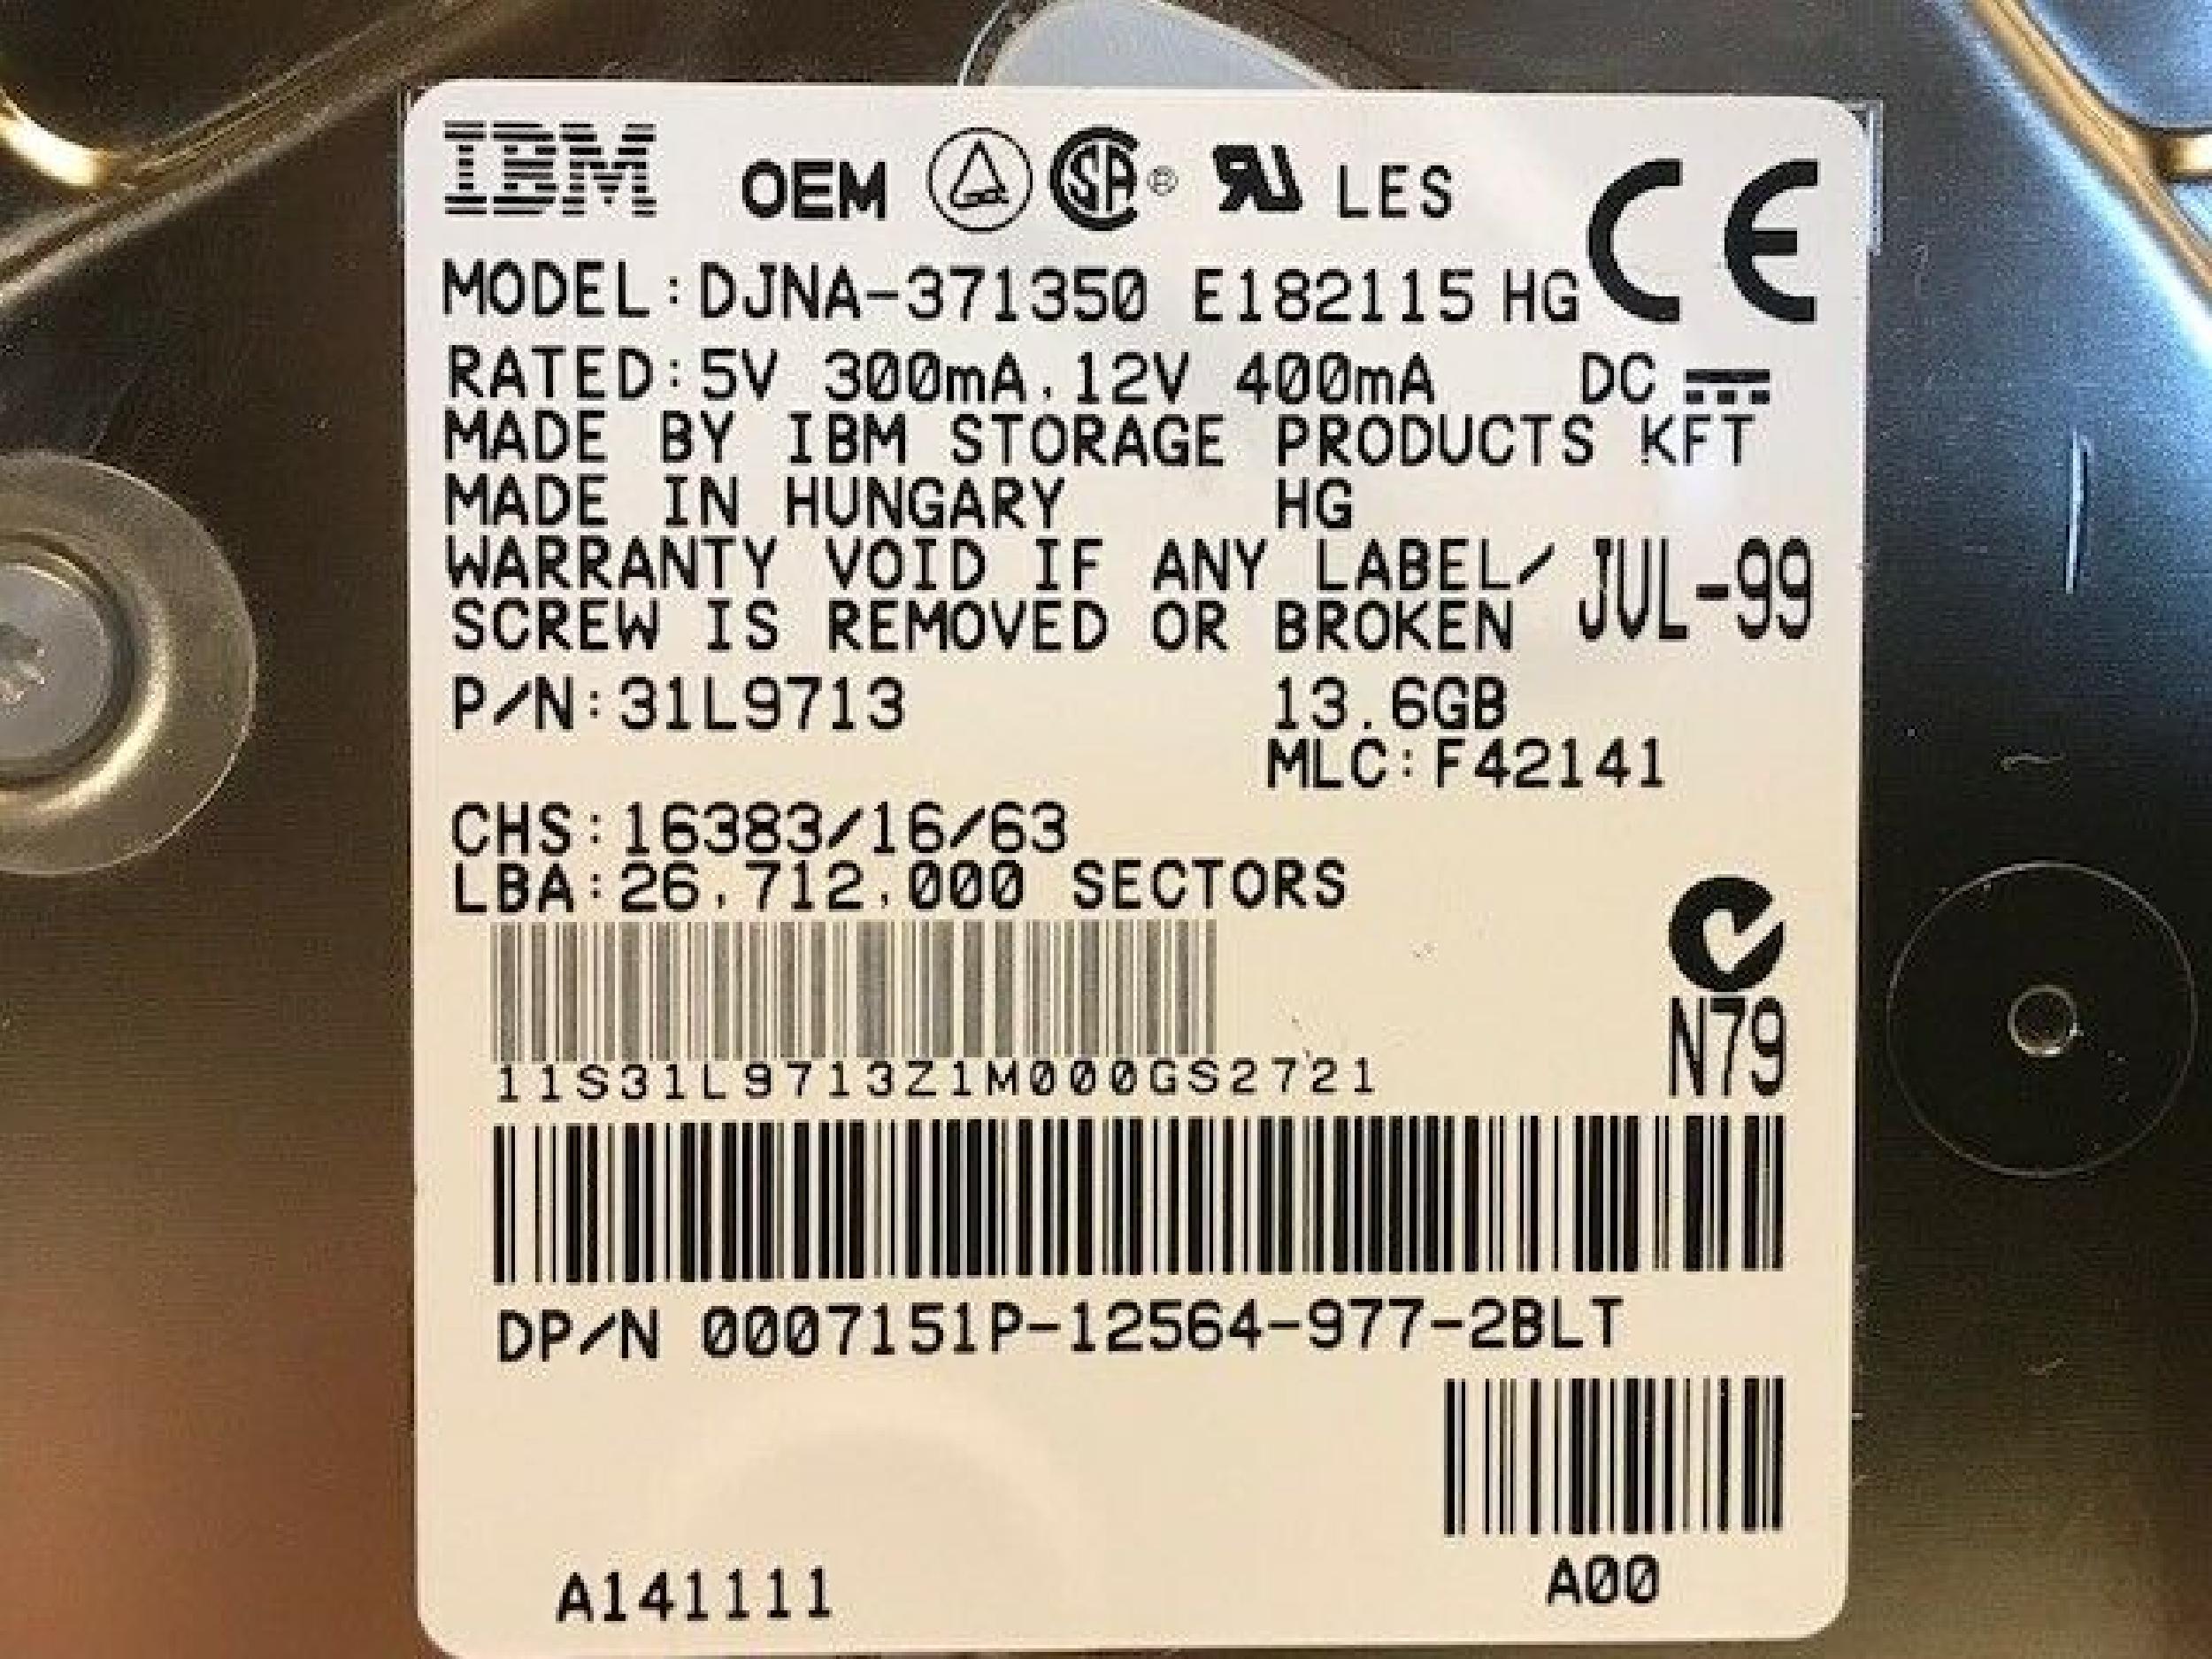 IBM OEM SA® RU LES CE
MODEL:DJNA-371350 E182115 HG
RATED:5V 300mA,12V 400mA DC
MADE BY IBM STORAGE PRODUCTS KFT
MADE IN HUNGARY HG
WARRANTY VOID IF ANY LABEL/
SCREW IS REMOVED OR BROKEN JUL-99
P/N:31L9713 13.6GB
MLC:F42141
CHS:16383/16/63
LBA:26,712,000 SECTORS
11S31L9713Z1M000GS2721
N79
DP/N 0007151P-12564-977-2BLT
A141111 A00